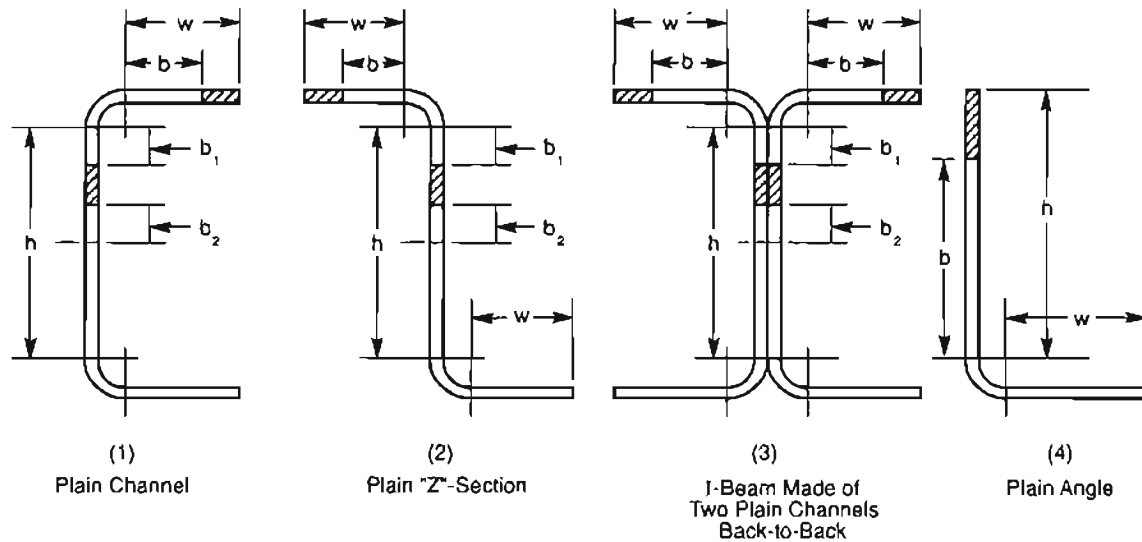 w w w w
b b b b
b1 b1 b1
h h h h
b2 b2 b2
b
w w
(1) (2) (3) (4)
Plain Channel Plain "Z"-Section I-Beam Made of Plain Angle
Two Plain Channels
Back-to-Back